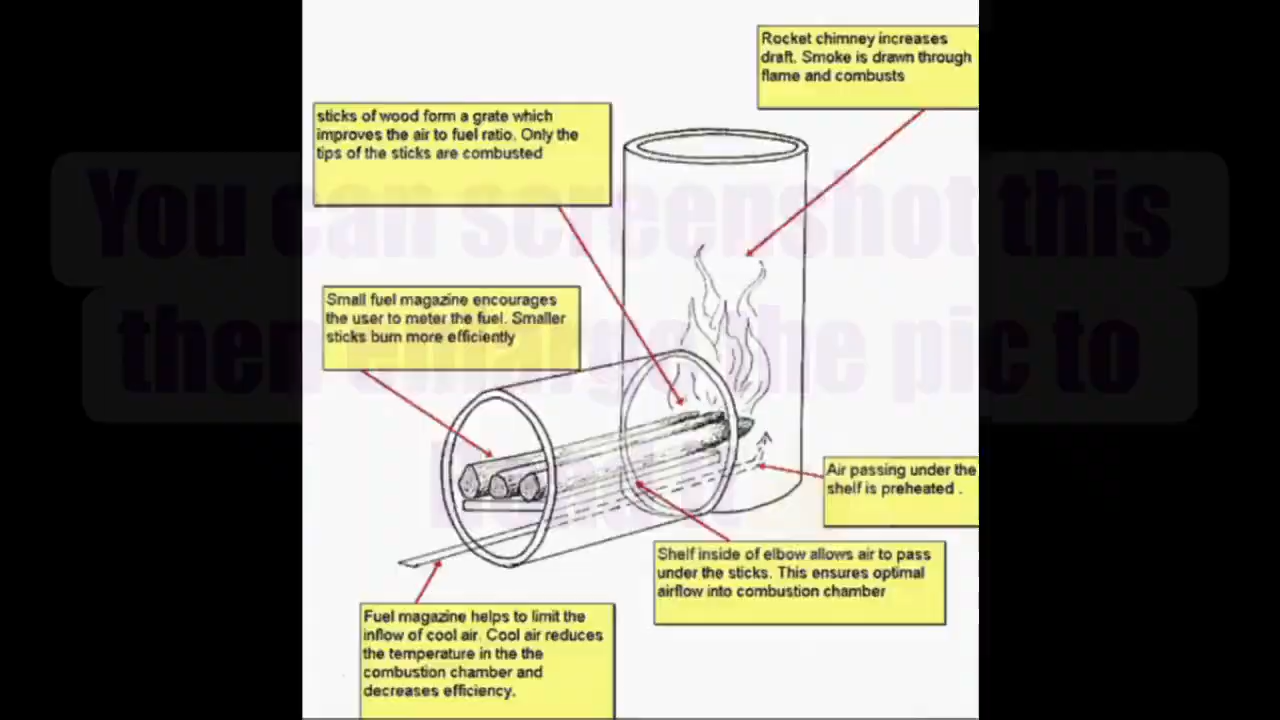 Rocket chimney increases
draft. Smoke is drawn through
flame and combusts
sticks of wood form a grate which
improves the air to fuel ratio. Only the
tips of the sticks are combusted
You can screenshot this
then enlarge the pic to
Small fuel magazine encourages
the user to meter the fuel. Smaller
sticks burn more efficiently
Air passing under the
shelf is preheated .
Shelf inside of elbow allows air to pass
under the sticks. This ensures optimal
airflow into combustion chamber
Fuel magazine helps to limit the
inflow of cool air. Cool air reduces
the temperature in the the
combustion chamber and
decreases efficiency.